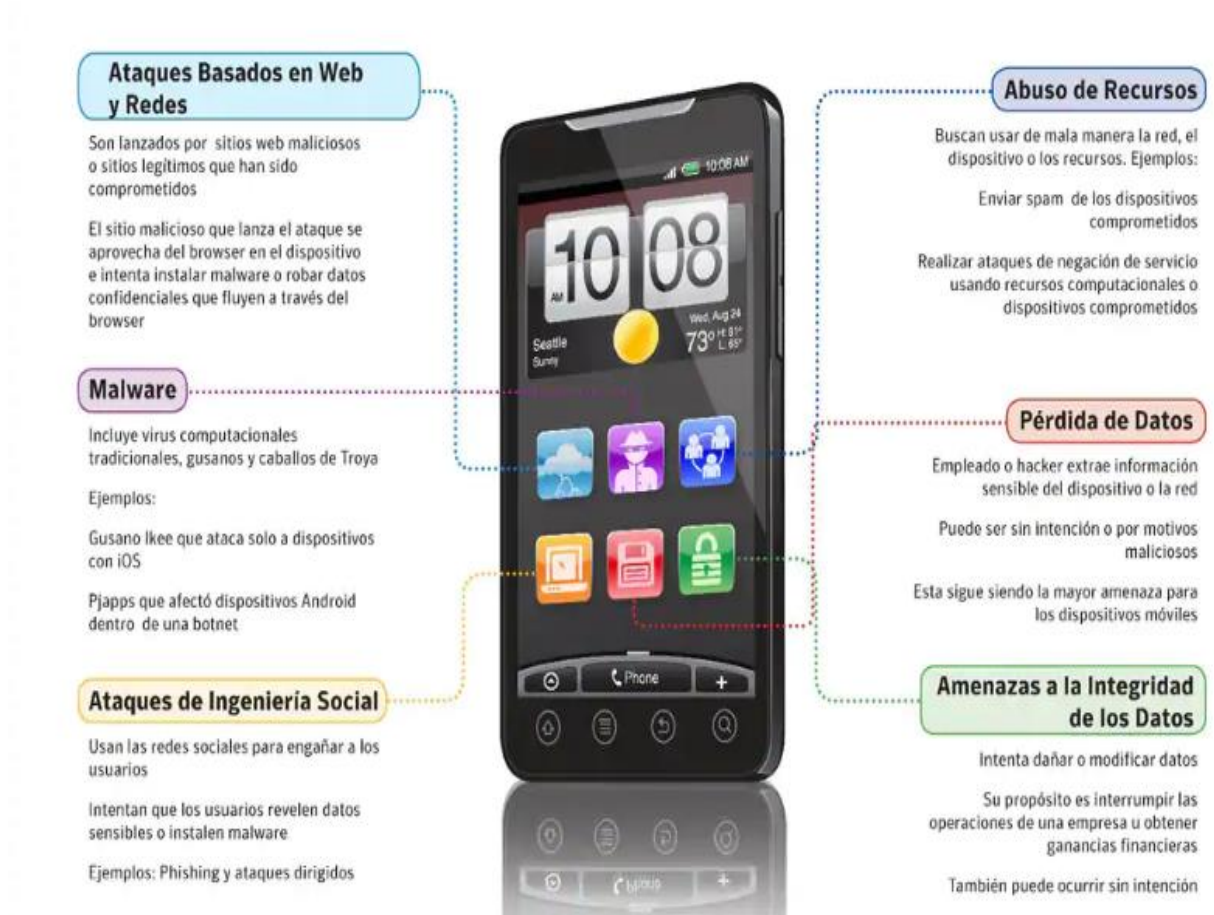 Ataques Basados en Web
y Redes
Son lanzados por sitios web maliciosos
o sitios legítimos que han sido
comprometidos
El sitio malicioso que lanza el ataque se
aprovecha del browser en el dispositivo
e intenta instalar malware o robar datos
confidenciales que fluyen a través del
browser
Malware
Incluye virus computacionales
tradicionales, gusanos y caballos de Troya
Ejemplos:
Gusano Ikee que ataca solo a dispositivos
con iOS
Pjapps que afectó dispositivos Android
dentro de una botnet
Ataques de Ingeniería Social
Usan las redes sociales para engañar a los
usuarios
Intentan que los usuarios revelen datos
sensibles o instalen malware
Ejemplos: Phishing y ataques dirigidos
10:08 AM
10 08
AM
Seattle
Sunny
Wed, Aug 24
73° H: 91°
L: 65°
Phone
Abuso de Recursos
Buscan usar de mala manera la red, el
dispositivo o los recursos. Ejemplos:
Enviar spam de los dispositivos
comprometidos
Realizar ataques de negación de servicio
usando recursos computacionales o
dispositivos comprometidos
Pérdida de Datos
Empleado o hacker extrae información
sensible del dispositivo o la red
Puede ser sin intención o por motivos
maliciosos
Esta sigue siendo la mayor amenaza para
los dispositivos móviles
Amenazas a la Integridad
de los Datos
Intenta dañar o modificar datos
Su propósito es interrumpir las
operaciones de una empresa u obtener
ganancias financieras
También puede ocurrir sin intención